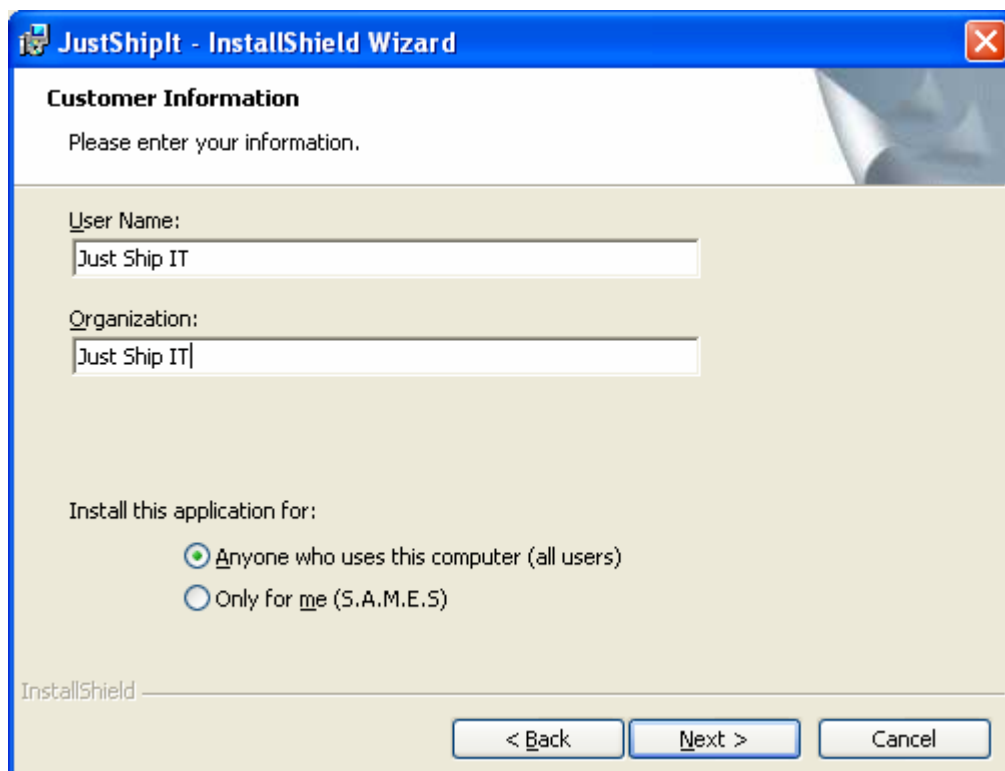 JustShipIt - InstallShield Wizard
Customer Information
Please enter your information.
User Name:
Just Ship IT
Organization:
Just Ship IT
Install this application for:
Anyone who uses this computer (all users)
Only for me (S.A.M.E.S)
InstallShield
< Back
Next >
Cancel